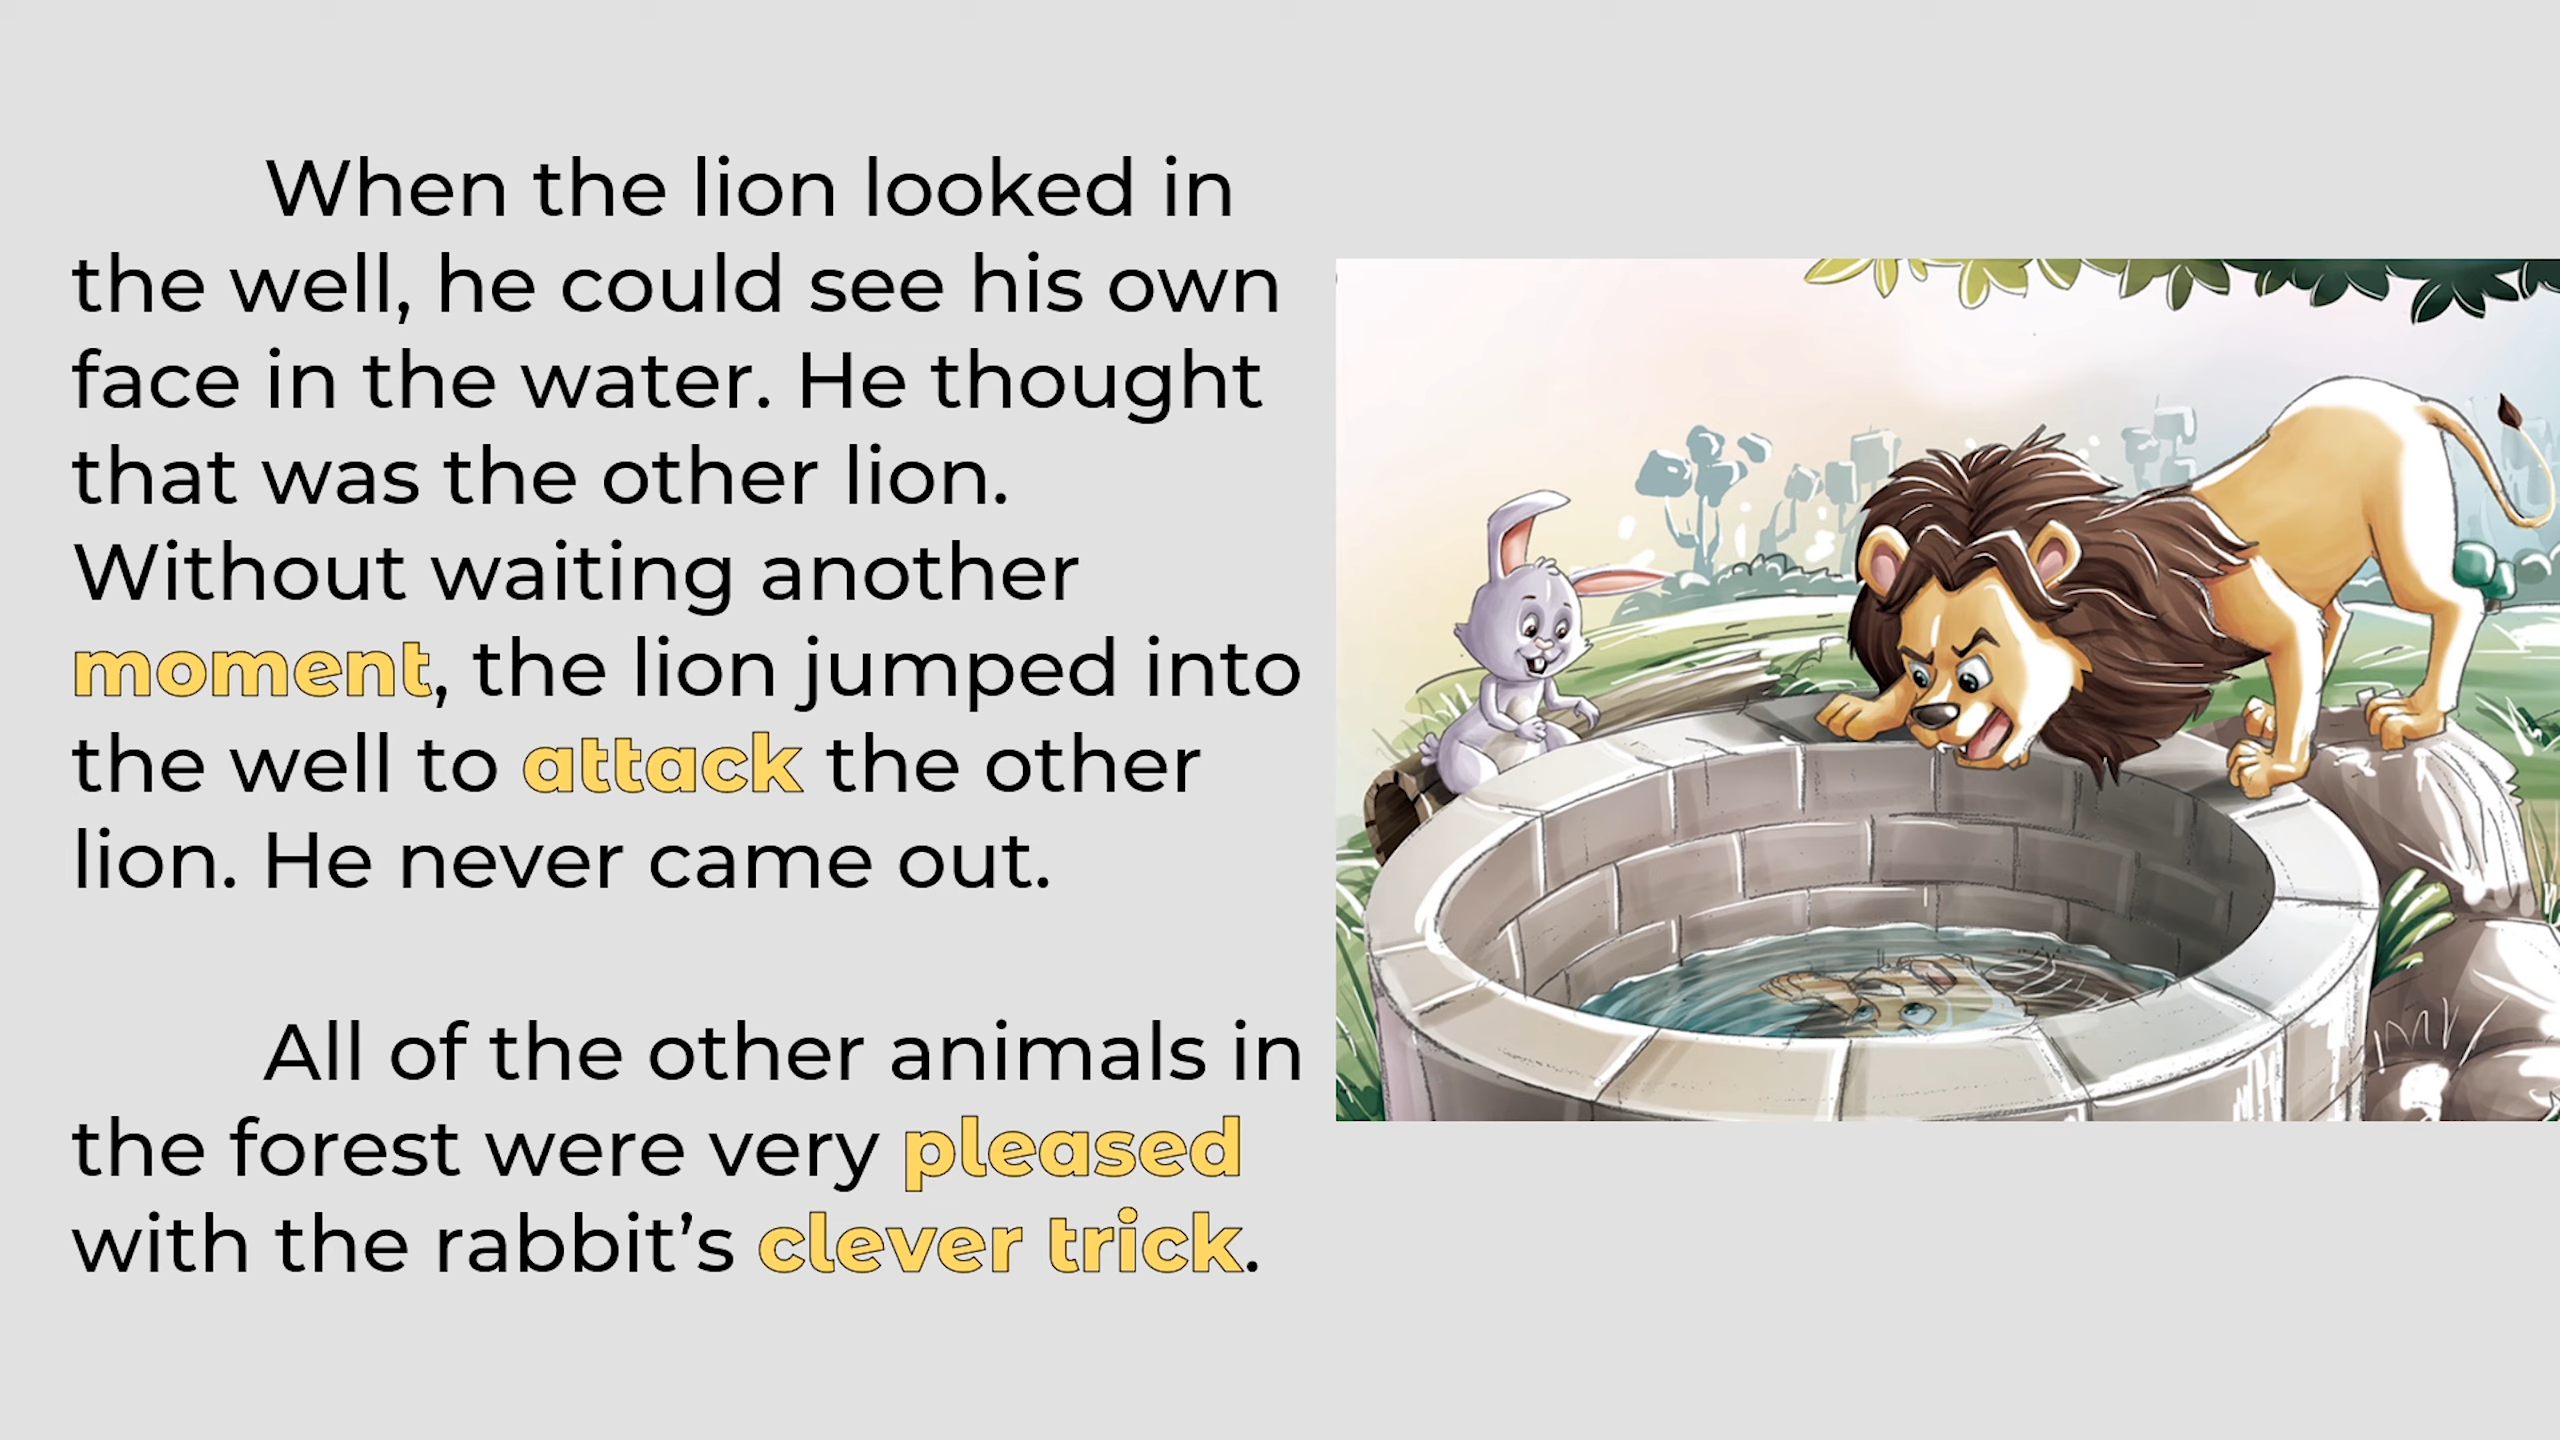 When the lion looked in
the well, he could see his own
face in the water. He thought
that was the other lion.
Without waiting another
moment, the lion jumped into
the well to attack the other
lion. He never came out.
All of the other animals in
the forest were very pleased
with the rabbit’s clever trick.